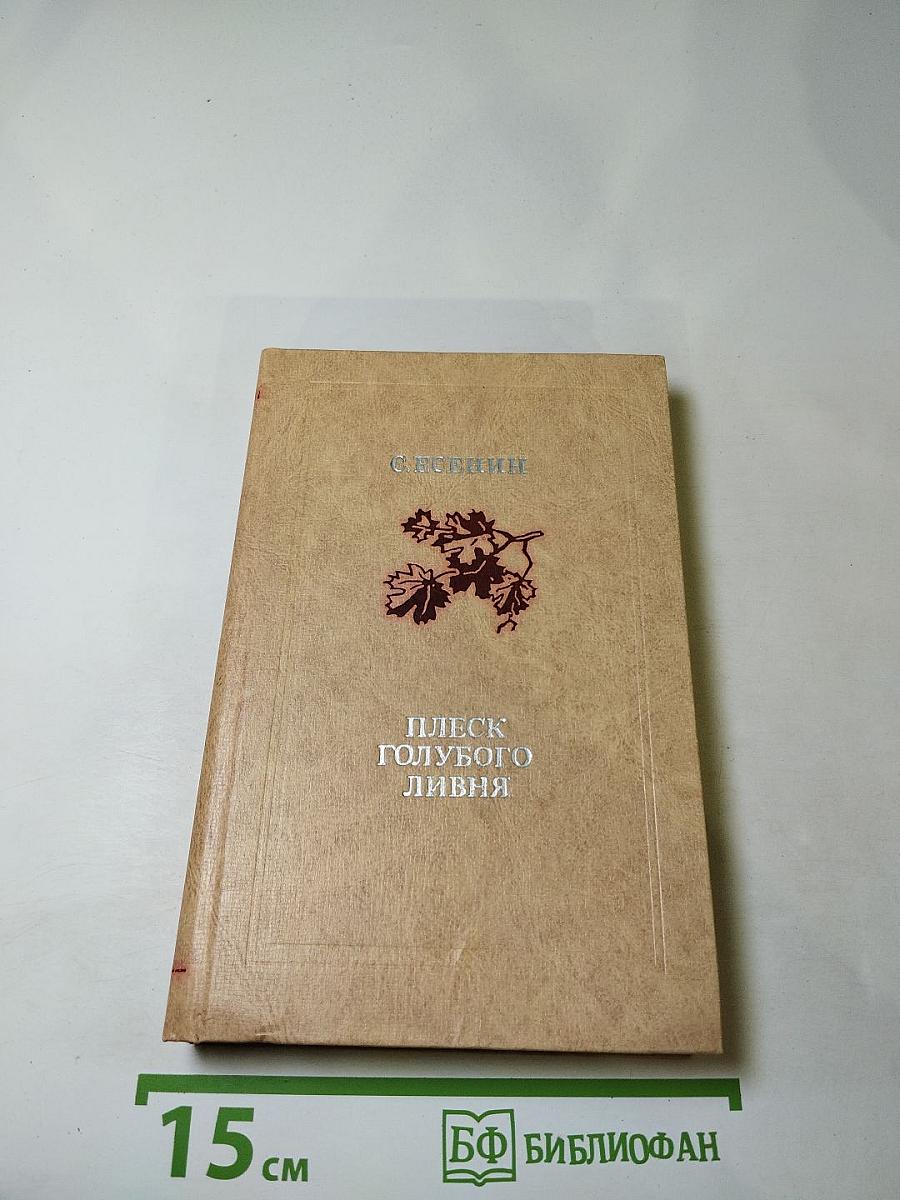 С. ЕСЕНИН
ПЛЕСК
ГОЛУБОГО
ЛИВНЯ
15 см
БФ БИБЛИОФАН